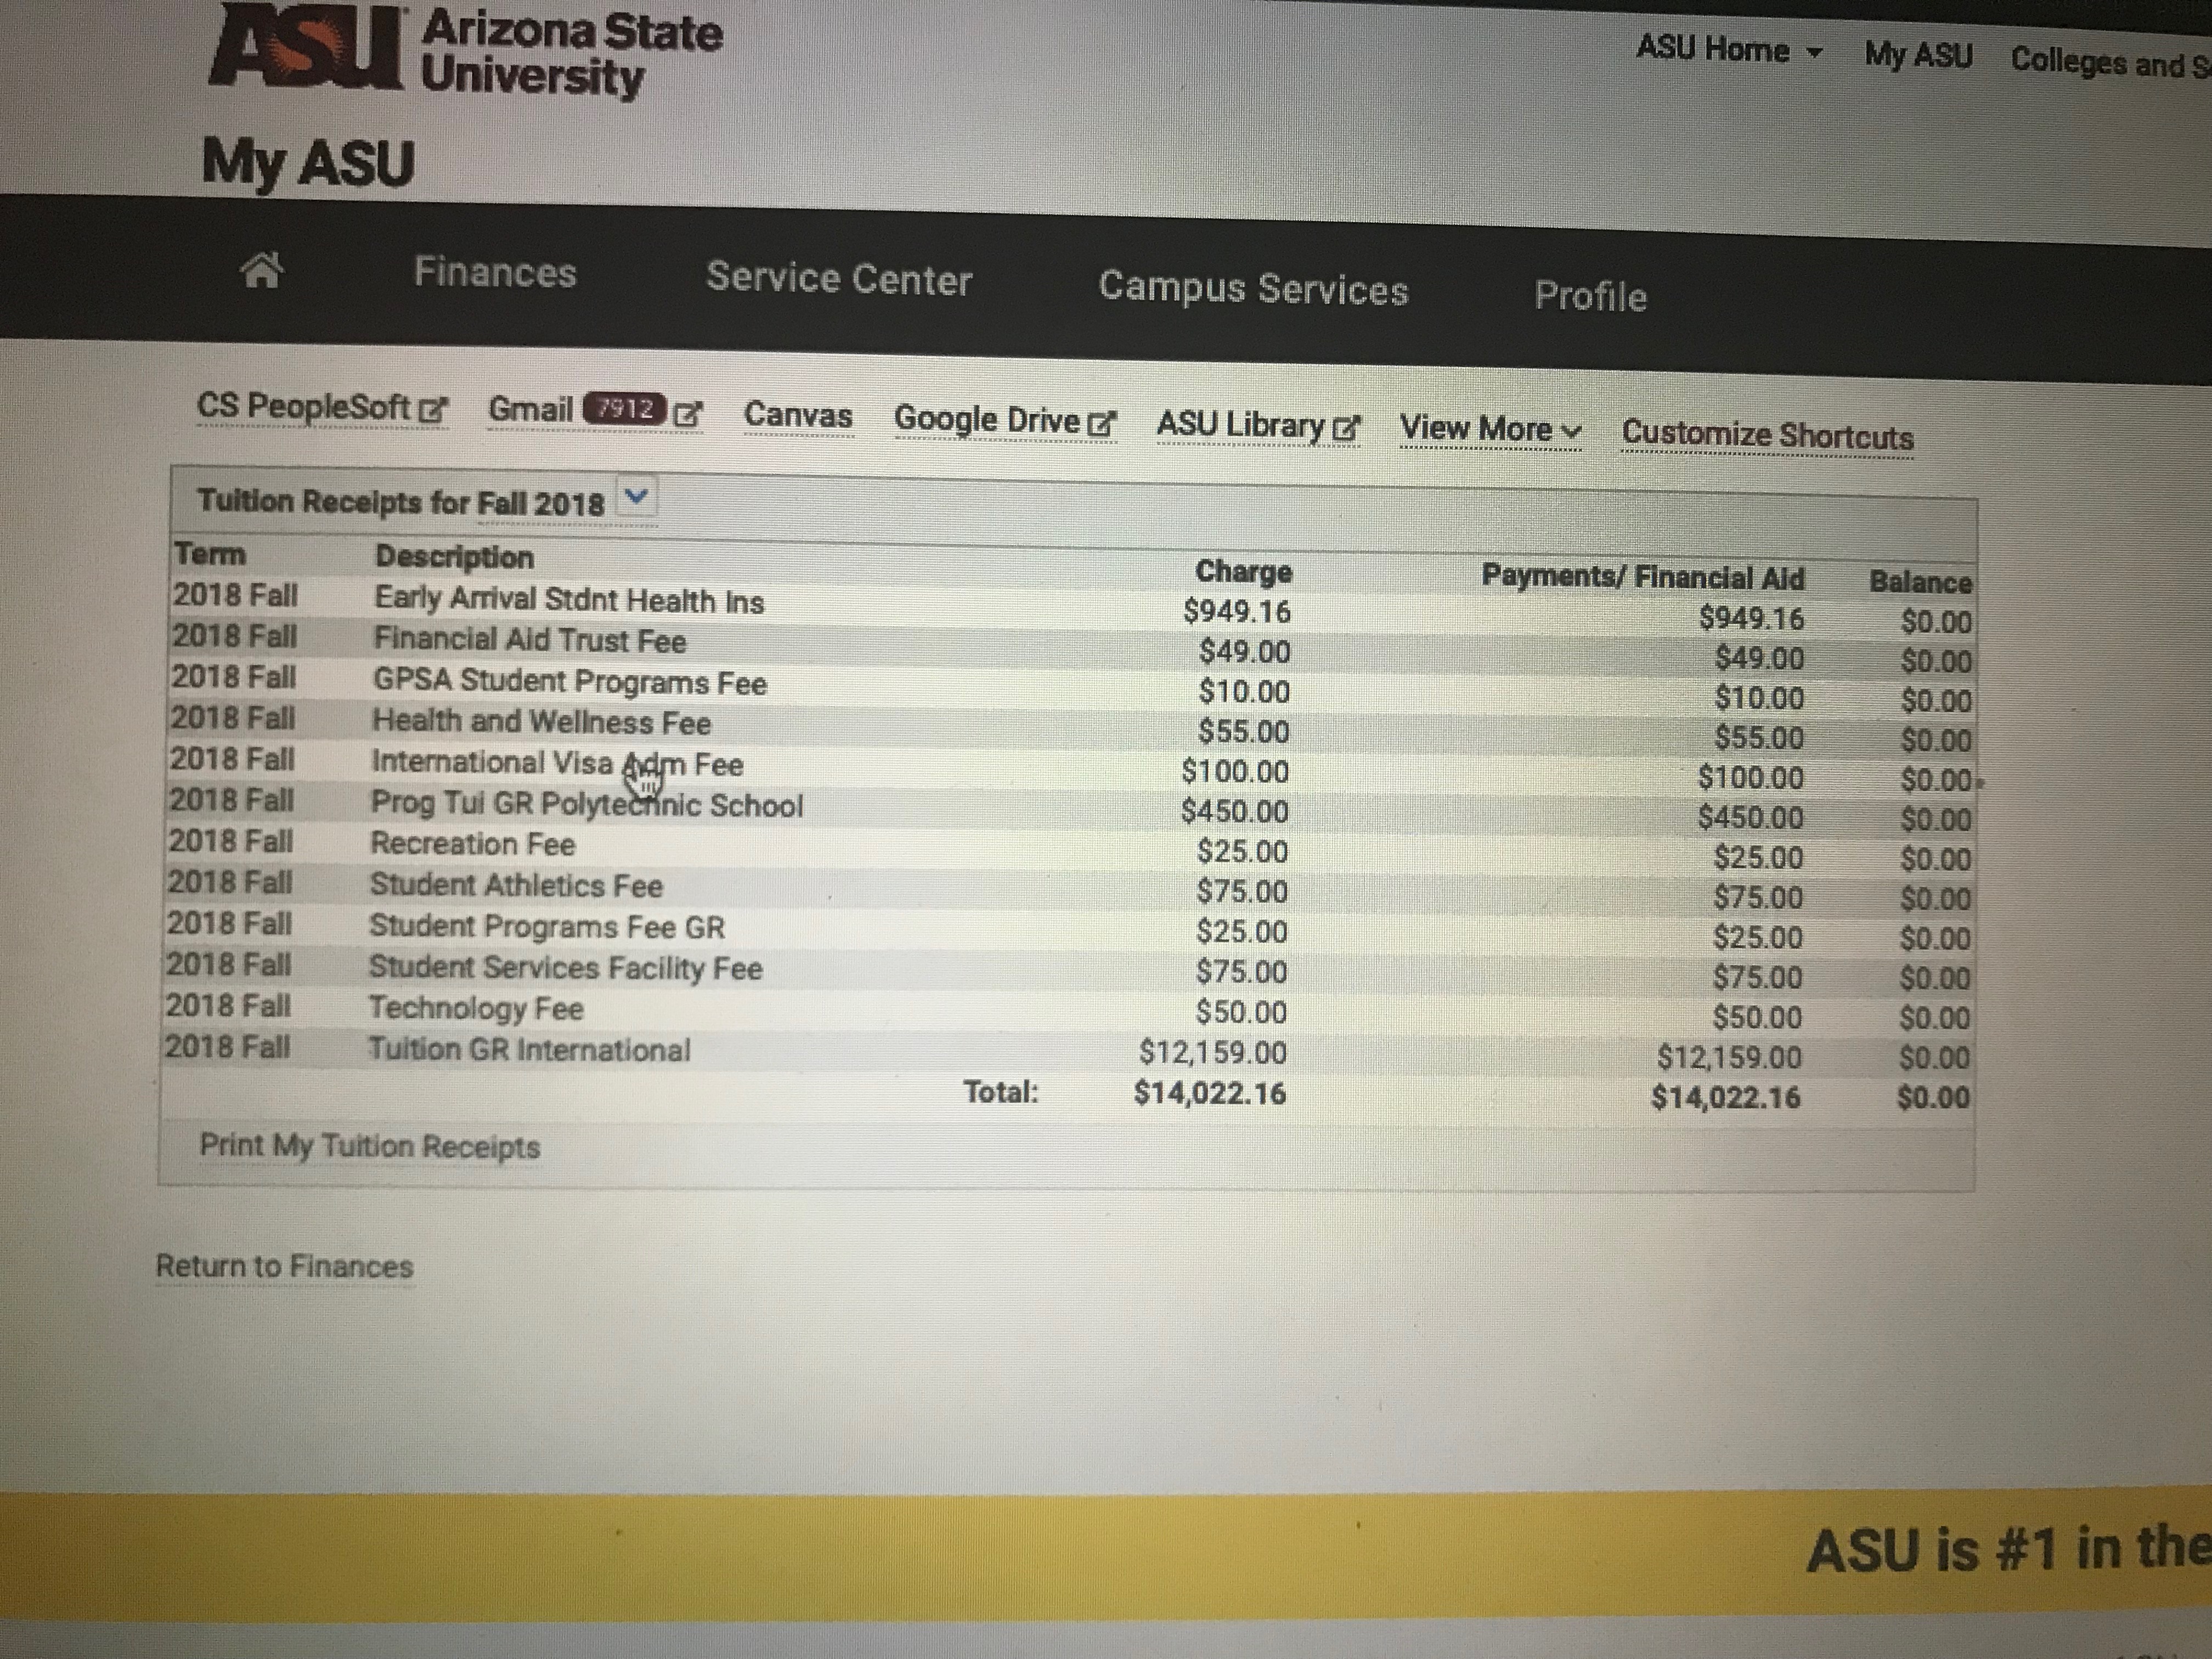 ASU Arizona State
University
ASU Home My ASU Colleges and S
My ASU
Finances Service Center Campus Services Profile
CS PeopleSoft Gmail 7912 Canvas Google Drive ASU Library View More Customize Shortcuts
Tuition Receipts for Fall 2018
Term Description Charge Payments/ Financial Aid Balance
2018 Fall Early Arrival Stdnt Health Ins $949.16 $949.16 $0.00
2018 Fall Financial Aid Trust Fee $49.00 $49.00 $0.00
2018 Fall GPSA Student Programs Fee $10.00 $10.00 $0.00
2018 Fall Health and Wellness Fee $55.00 $55.00 $0.00
2018 Fall International Visa Adm Fee $100.00 $100.00 $0.00
2018 Fall Prog Tui GR Polytechnic School $450.00 $450.00 $0.00
2018 Fall Recreation Fee $25.00 $25.00 $0.00
2018 Fall Student Athletics Fee $75.00 $75.00 $0.00
2018 Fall Student Programs Fee GR $25.00 $25.00 $0.00
2018 Fall Student Services Facility Fee $75.00 $75.00 $0.00
2018 Fall Technology Fee $50.00 $50.00 $0.00
2018 Fall Tuition GR International $12,159.00 $12,159.00 $0.00
Total: $14,022.16 $14,022.16 $0.00
Print My Tuition Receipts
Return to Finances
ASU is #1 in the